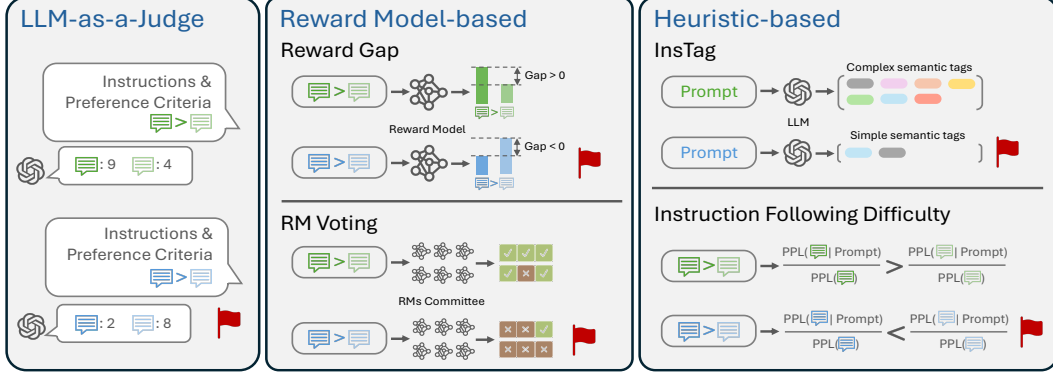 LLM-as-a-Judge
Instructions &
Preference Criteria
>
: 9 : 4
Instructions &
Preference Criteria
>
: 2 : 8
Reward Model-based
Reward Gap
>
Gap > 0
>
Reward Model
>
Gap < 0
>
RM Voting
>
RMs Committee
>
Heuristic-based
InsTag
Prompt
LLM
Complex semantic tags
Prompt
Simple semantic tags
Instruction Following Difficulty
>
PPL( | Prompt)
PPL( )
>
PPL( | Prompt)
PPL( )
>
PPL( | Prompt)
PPL( )
<
PPL( | Prompt)
PPL( )